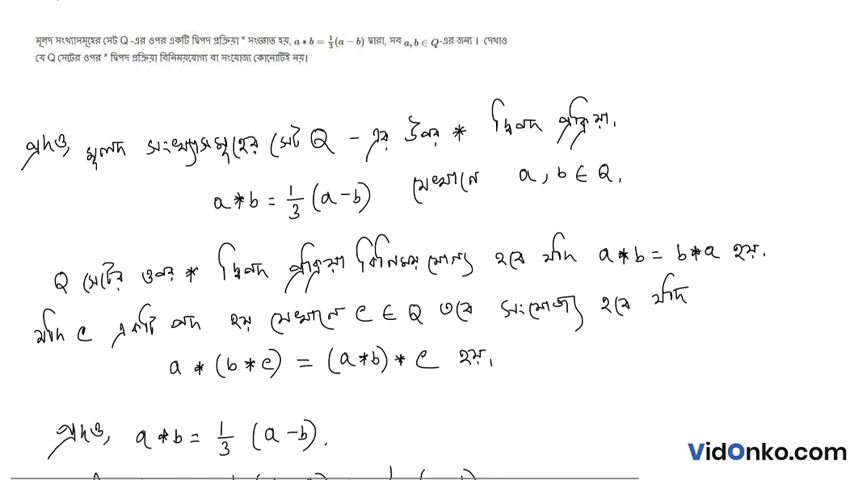 মূলদ সংখ্যাসমূহের সেট Q -এর ওপর একটি দ্বিপদ প্রক্রিয়া * সংজ্ঞাত হয়, a * b = 1/3(a − b) দ্বারা, সব a, b ∈ Q-এর জন্য। দেখাও
যে Q সেটের ওপর * দ্বিপদ প্রক্রিয়া বিনিময়যোগ্য বা সংযোজ্য কোনোটিই নয়।
প্রদত্ত, মূলদ সংখ্যাসমূহের সেট Q - এর উপর * দ্বিপদ প্রক্রিয়া.
a * b = 1/3 (a - b) যেখানে a, b ∈ Q.
Q সেটের ওপর * দ্বিপদ প্রক্রিয়া বিনিময় যোগ্য হবে যদি a * b = b * a হয়.
যদি c একটি পদ হয় যেখানে c ∈ Q তবে সংযোজ্য হবে যদি
a * (b * c) = (a * b) * c হয়.
প্রদত্ত, a * b = 1/3 (a - b).
VidOnko.com